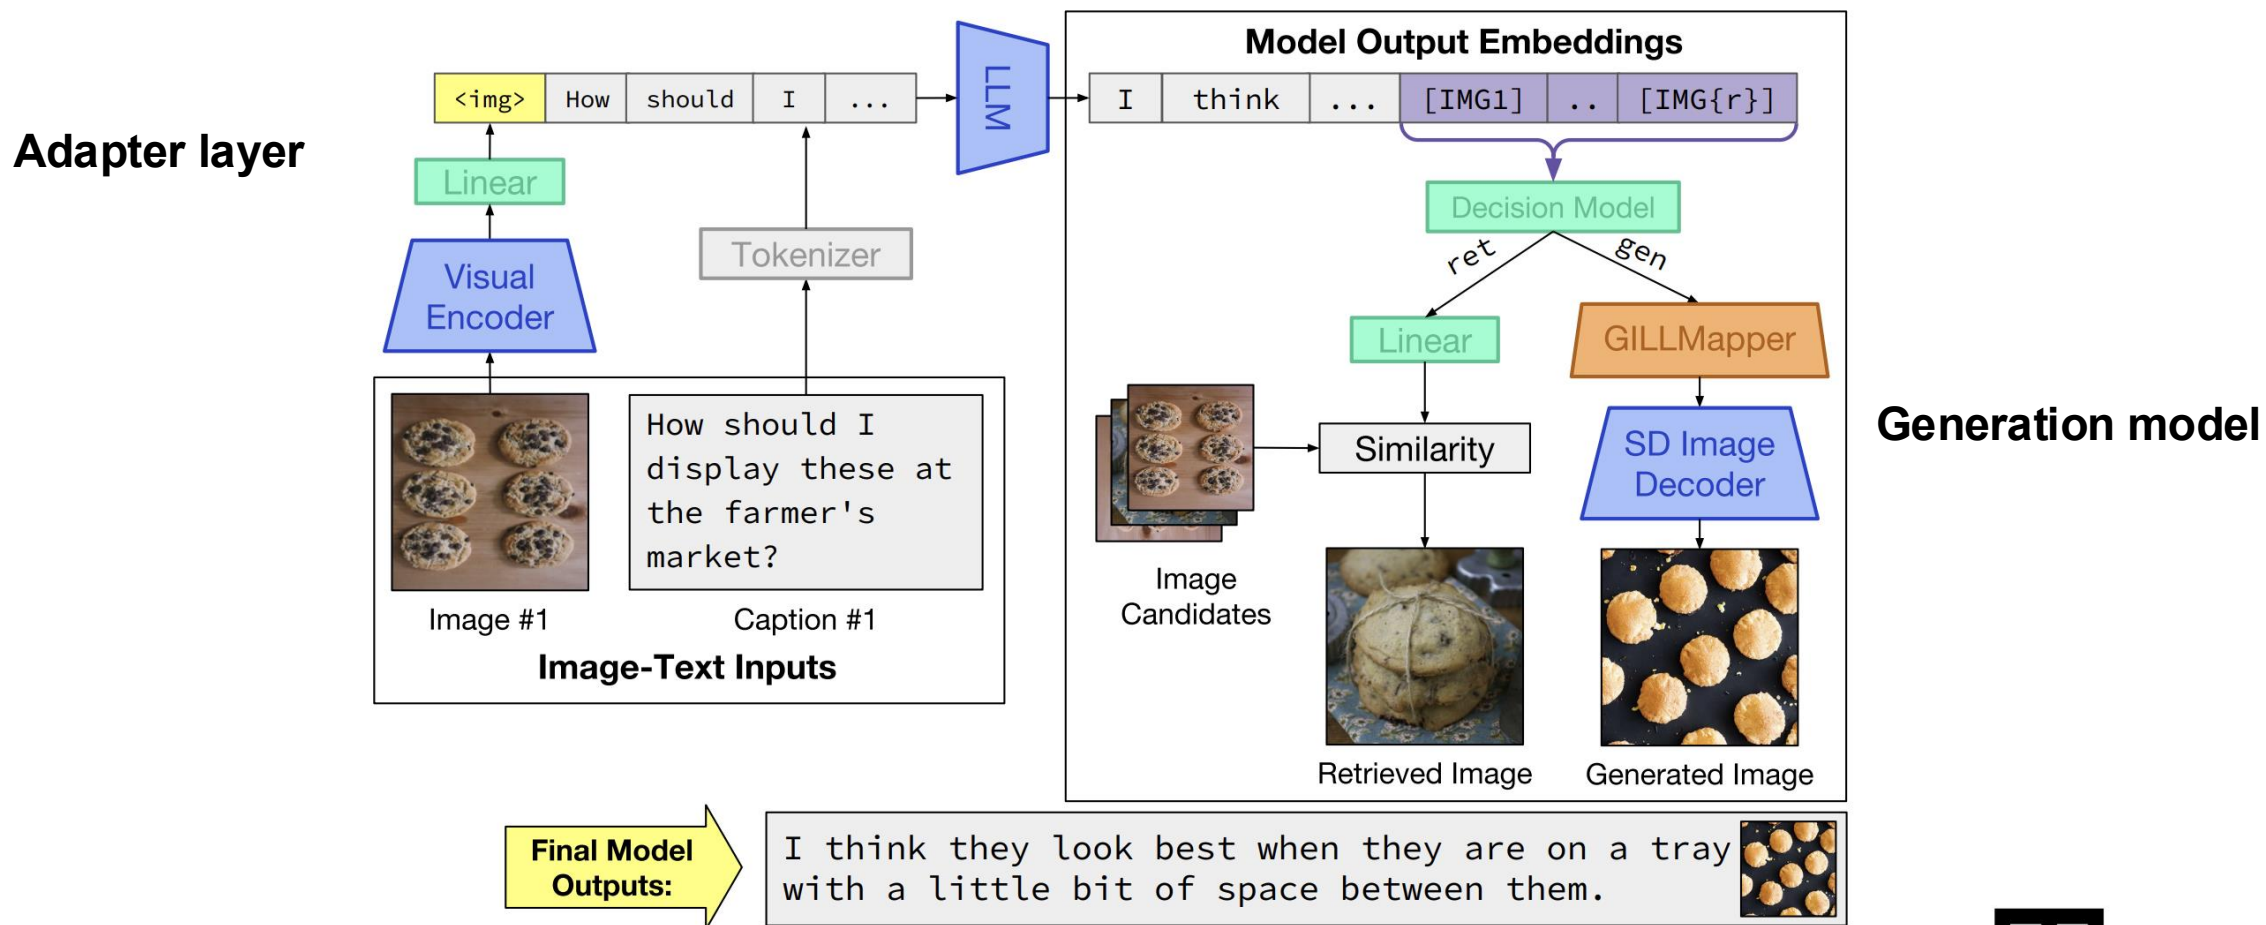 Adapter layer
<img> How should I ...
Linear
Visual
Encoder
Tokenizer
How should I
display these at
the farmer's
market?
Image #1
Caption #1
Image-Text Inputs
LLM
Model Output Embeddings
I think ... [IMG1] .. [IMG{r}]
Decision Model
ret gen
Linear
GILLMapper
Similarity
SD Image
Decoder
Image
Candidates
Retrieved Image
Generated Image
Generation model
Final Model
Outputs:
I think they look best when they are on a tray
with a little bit of space between them.